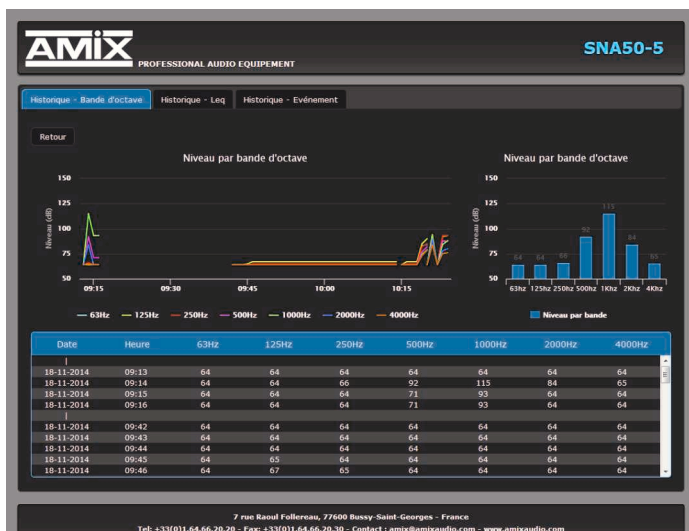 AMIX
PROFESSIONAL AUDIO EQUIPEMENT
SNA50-5
Historique - Bande d'octave Historique - Leq Historique - Evénement
Retour
Niveau par bande d'octave
150
125
100
75
50
Niveau (dB)
09:15 09:30 09:45 10:00 10:15
63Hz 125Hz 250Hz 500Hz 1000Hz 2000Hz 4000Hz
Niveau par bande d'octave
150
125
100
75
50
Niveau (dB)
64 64 66 92 115 84 65
63hz 125hz 250hz 500hz 1Khz 2Khz 4Khz
Niveau par bande
Date Heure 63Hz 125Hz 250Hz 500Hz 1000Hz 2000Hz 4000Hz
|
18-11-2014 09:13 64 64 64 64 64 64 64
18-11-2014 09:14 64 64 66 92 115 84 65
18-11-2014 09:15 64 64 64 71 93 64 64
18-11-2014 09:16 64 64 64 71 93 64 64
|
18-11-2014 09:42 64 64 64 64 64 64 64
18-11-2014 09:43 64 64 64 64 64 64 64
18-11-2014 09:44 64 64 64 64 64 64 64
18-11-2014 09:45 64 65 64 64 64 64 64
18-11-2014 09:46 64 67 65 64 64 64 64
7 rue Raoul Follereau, 77600 Bussy-Saint-Georges - France
Tel: +33(0)1.64.66.20.20 - Fax: +33(0)1.64.66.20.30 - Contact : amix@amixaudio.com - www.amixaudio.com